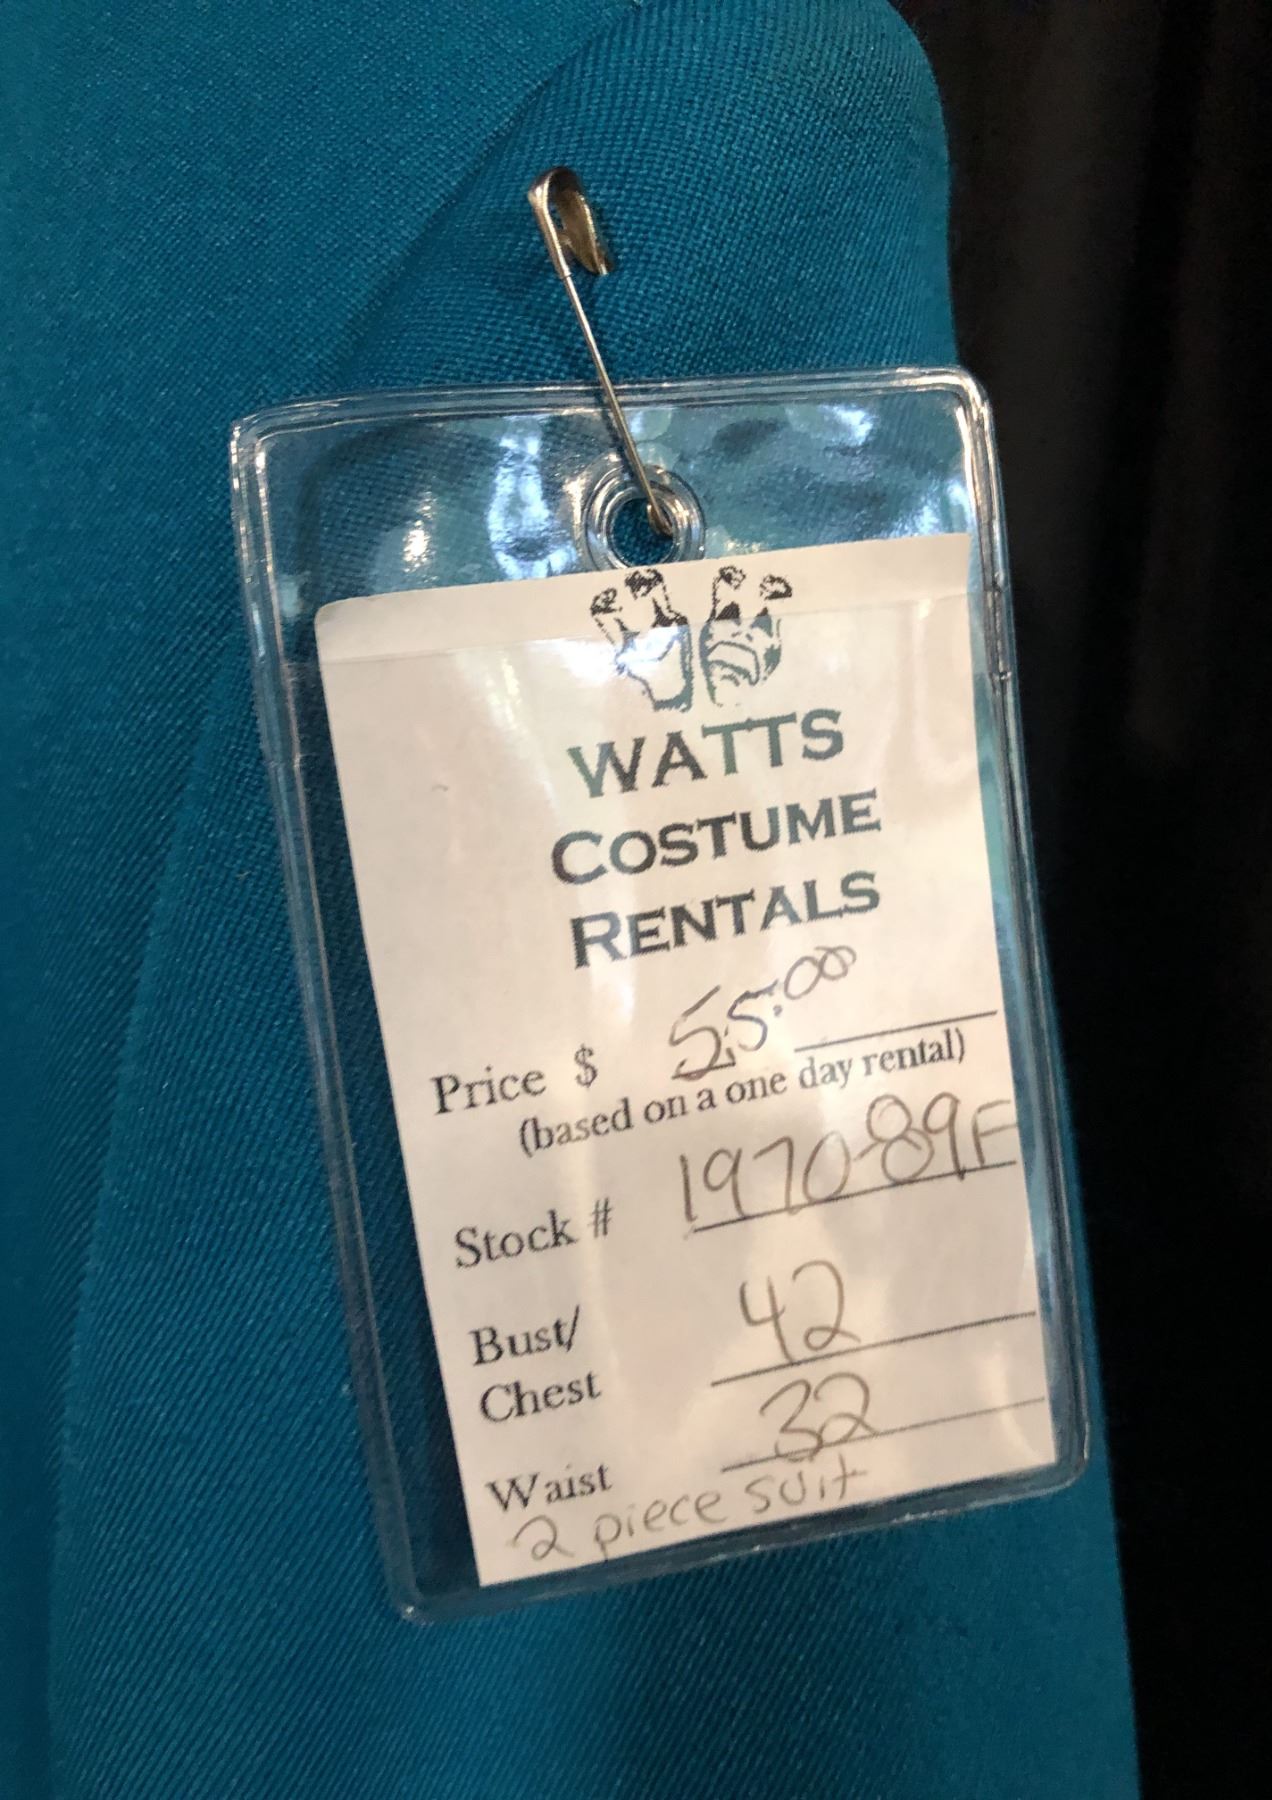 WATTS
COSTUME
RENTALS
Price $ 55.00
(based on a one day rental)
Stock # 1970-89F
Bust/
Chest 42
Waist 32
2 piece suit